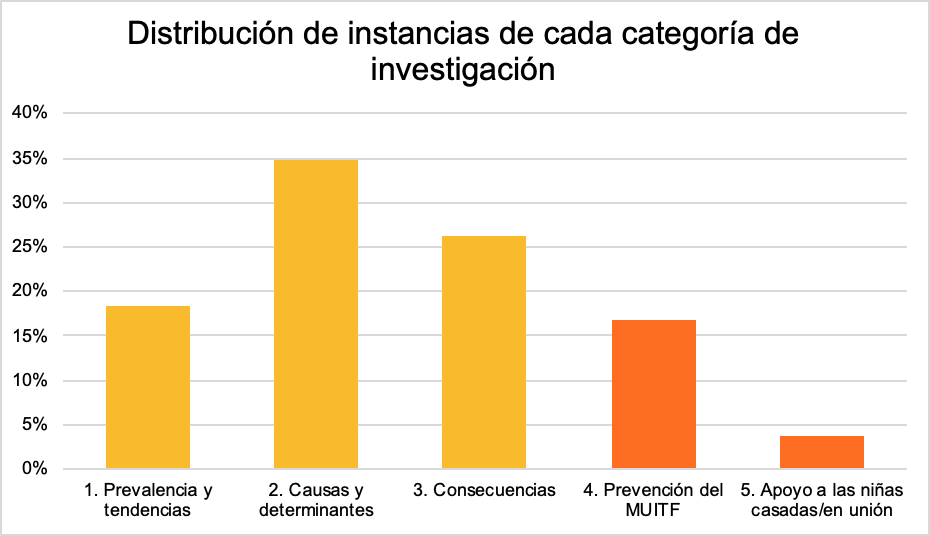 Distribución de instancias de cada categoría de
investigación
40%
35%
30%
25%
20%
15%
10%
5%
0%
1. Prevalencia y
tendencias
2. Causas y
determinantes
3. Consecuencias
4. Prevención del
MUITF
5. Apoyo a las niñas
casadas/en unión